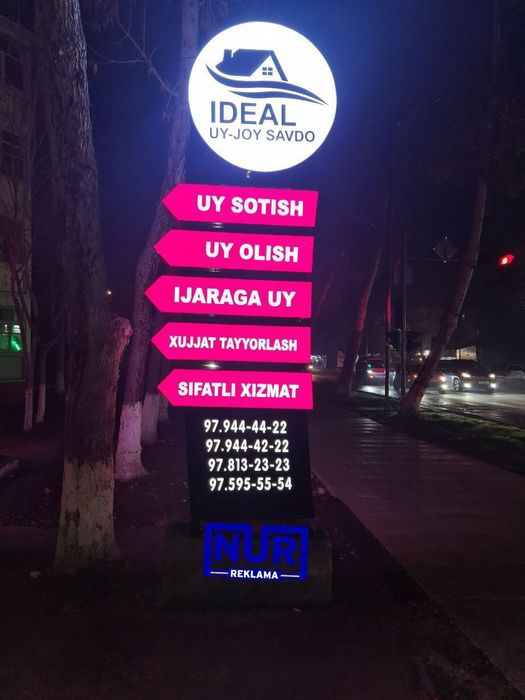 IDEAL
UY-JOY SAVDO
UY SOTISH
UY OLISH
IJARAGA UY
XUJJAT TAYYORLASH
SIFATLI XIZMAT
97.944-44-22
97.944-42-22
97.813-23-23
97.595-55-54
NUR
REKLAMA